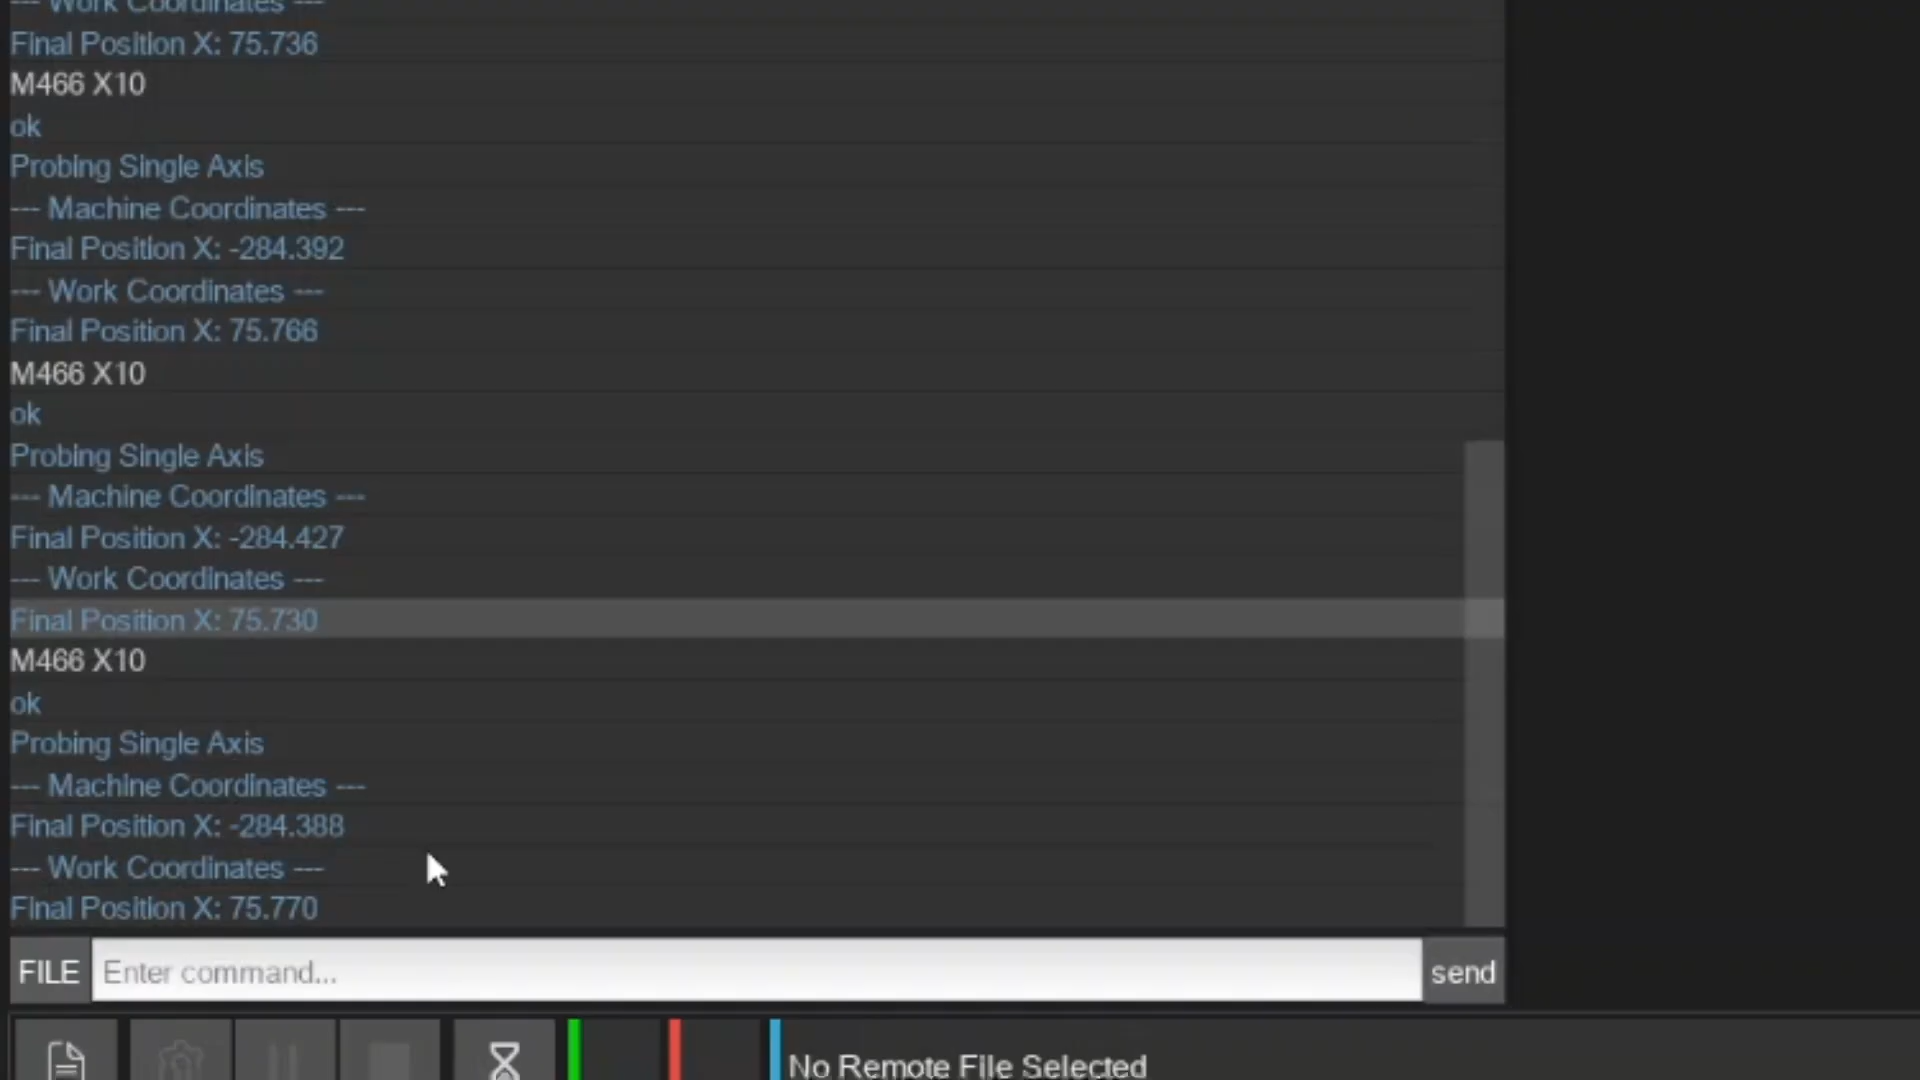 --- Work Coordinates ---
Final Position X: 75.736
M466 X10
ok
Probing Single Axis
--- Machine Coordinates ---
Final Position X: -284.392
--- Work Coordinates ---
Final Position X: 75.766
M466 X10
ok
Probing Single Axis
--- Machine Coordinates ---
Final Position X: -284.427
--- Work Coordinates ---
Final Position X: 75.730
M466 X10
ok
Probing Single Axis
--- Machine Coordinates ---
Final Position X: -284.388
--- Work Coordinates ---
Final Position X: 75.770
FILE Enter command... send
No Remote File Selected